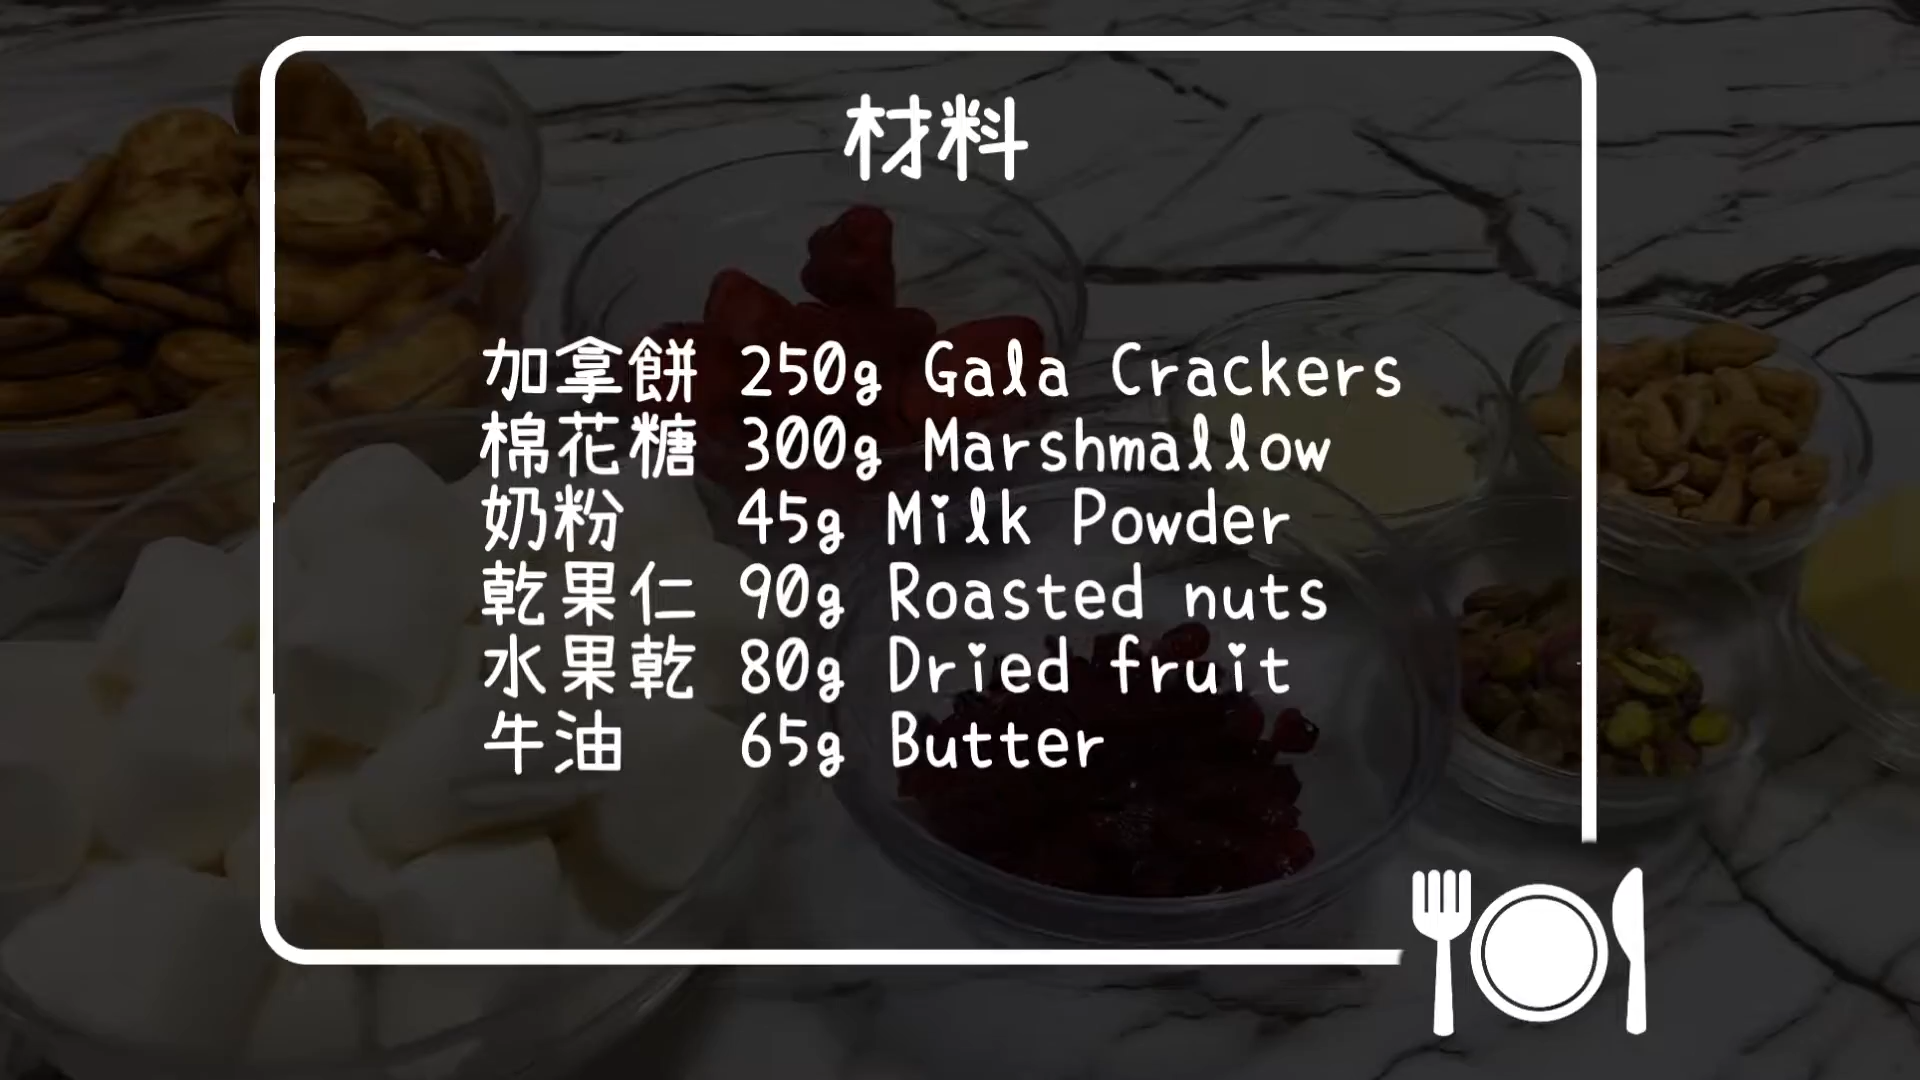 材料
加拿餅 250g Gala Crackers
棉花糖 300g Marshmallow
奶粉 45g Milk Powder
乾果仁 90g Roasted nuts
水果乾 80g Dried fruit
牛油 65g Butter